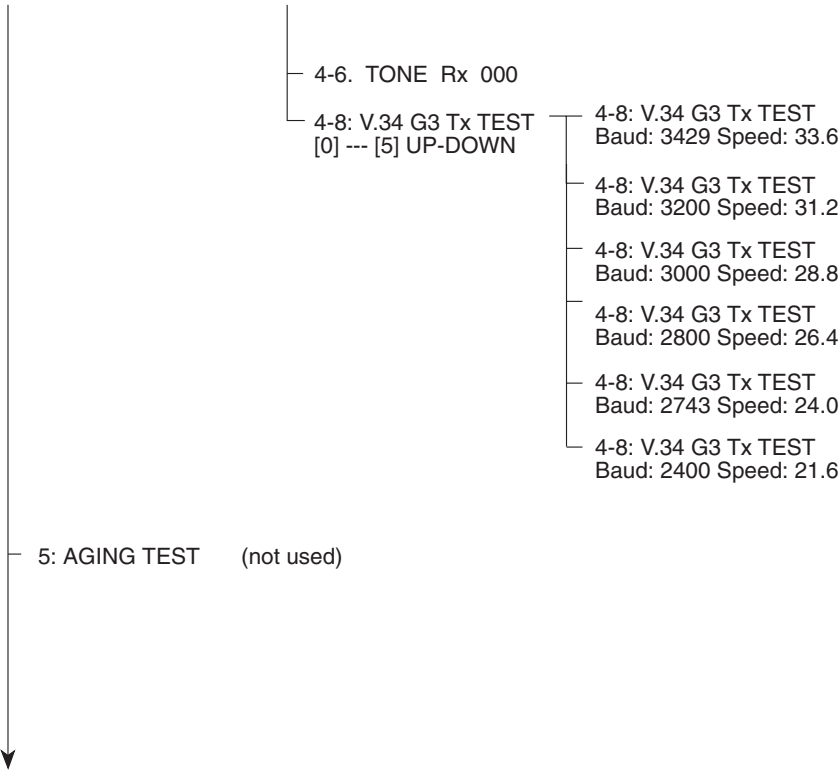 4-6. TONE Rx 000
4-8: V.34 G3 Tx TEST
[0] --- [5] UP-DOWN
4-8: V.34 G3 Tx TEST
Baud: 3429 Speed: 33.6
4-8: V.34 G3 Tx TEST
Baud: 3200 Speed: 31.2
4-8: V.34 G3 Tx TEST
Baud: 3000 Speed: 28.8
4-8: V.34 G3 Tx TEST
Baud: 2800 Speed: 26.4
4-8: V.34 G3 Tx TEST
Baud: 2743 Speed: 24.0
4-8: V.34 G3 Tx TEST
Baud: 2400 Speed: 21.6
5: AGING TEST (not used)